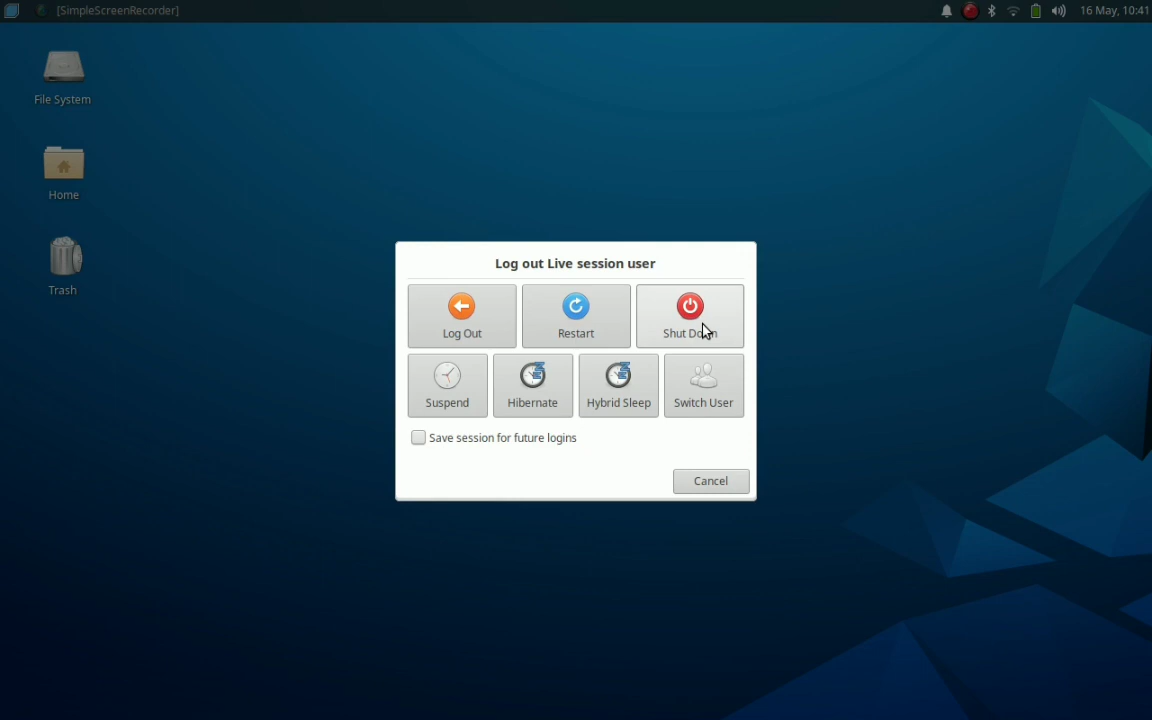 [SimpleScreenRecorder]
16 May, 10:41
File System
Home
Trash
Log out Live session user
Log Out
Restart
Shut Down
Suspend
Hibernate
Hybrid Sleep
Switch User
Save session for future logins
Cancel